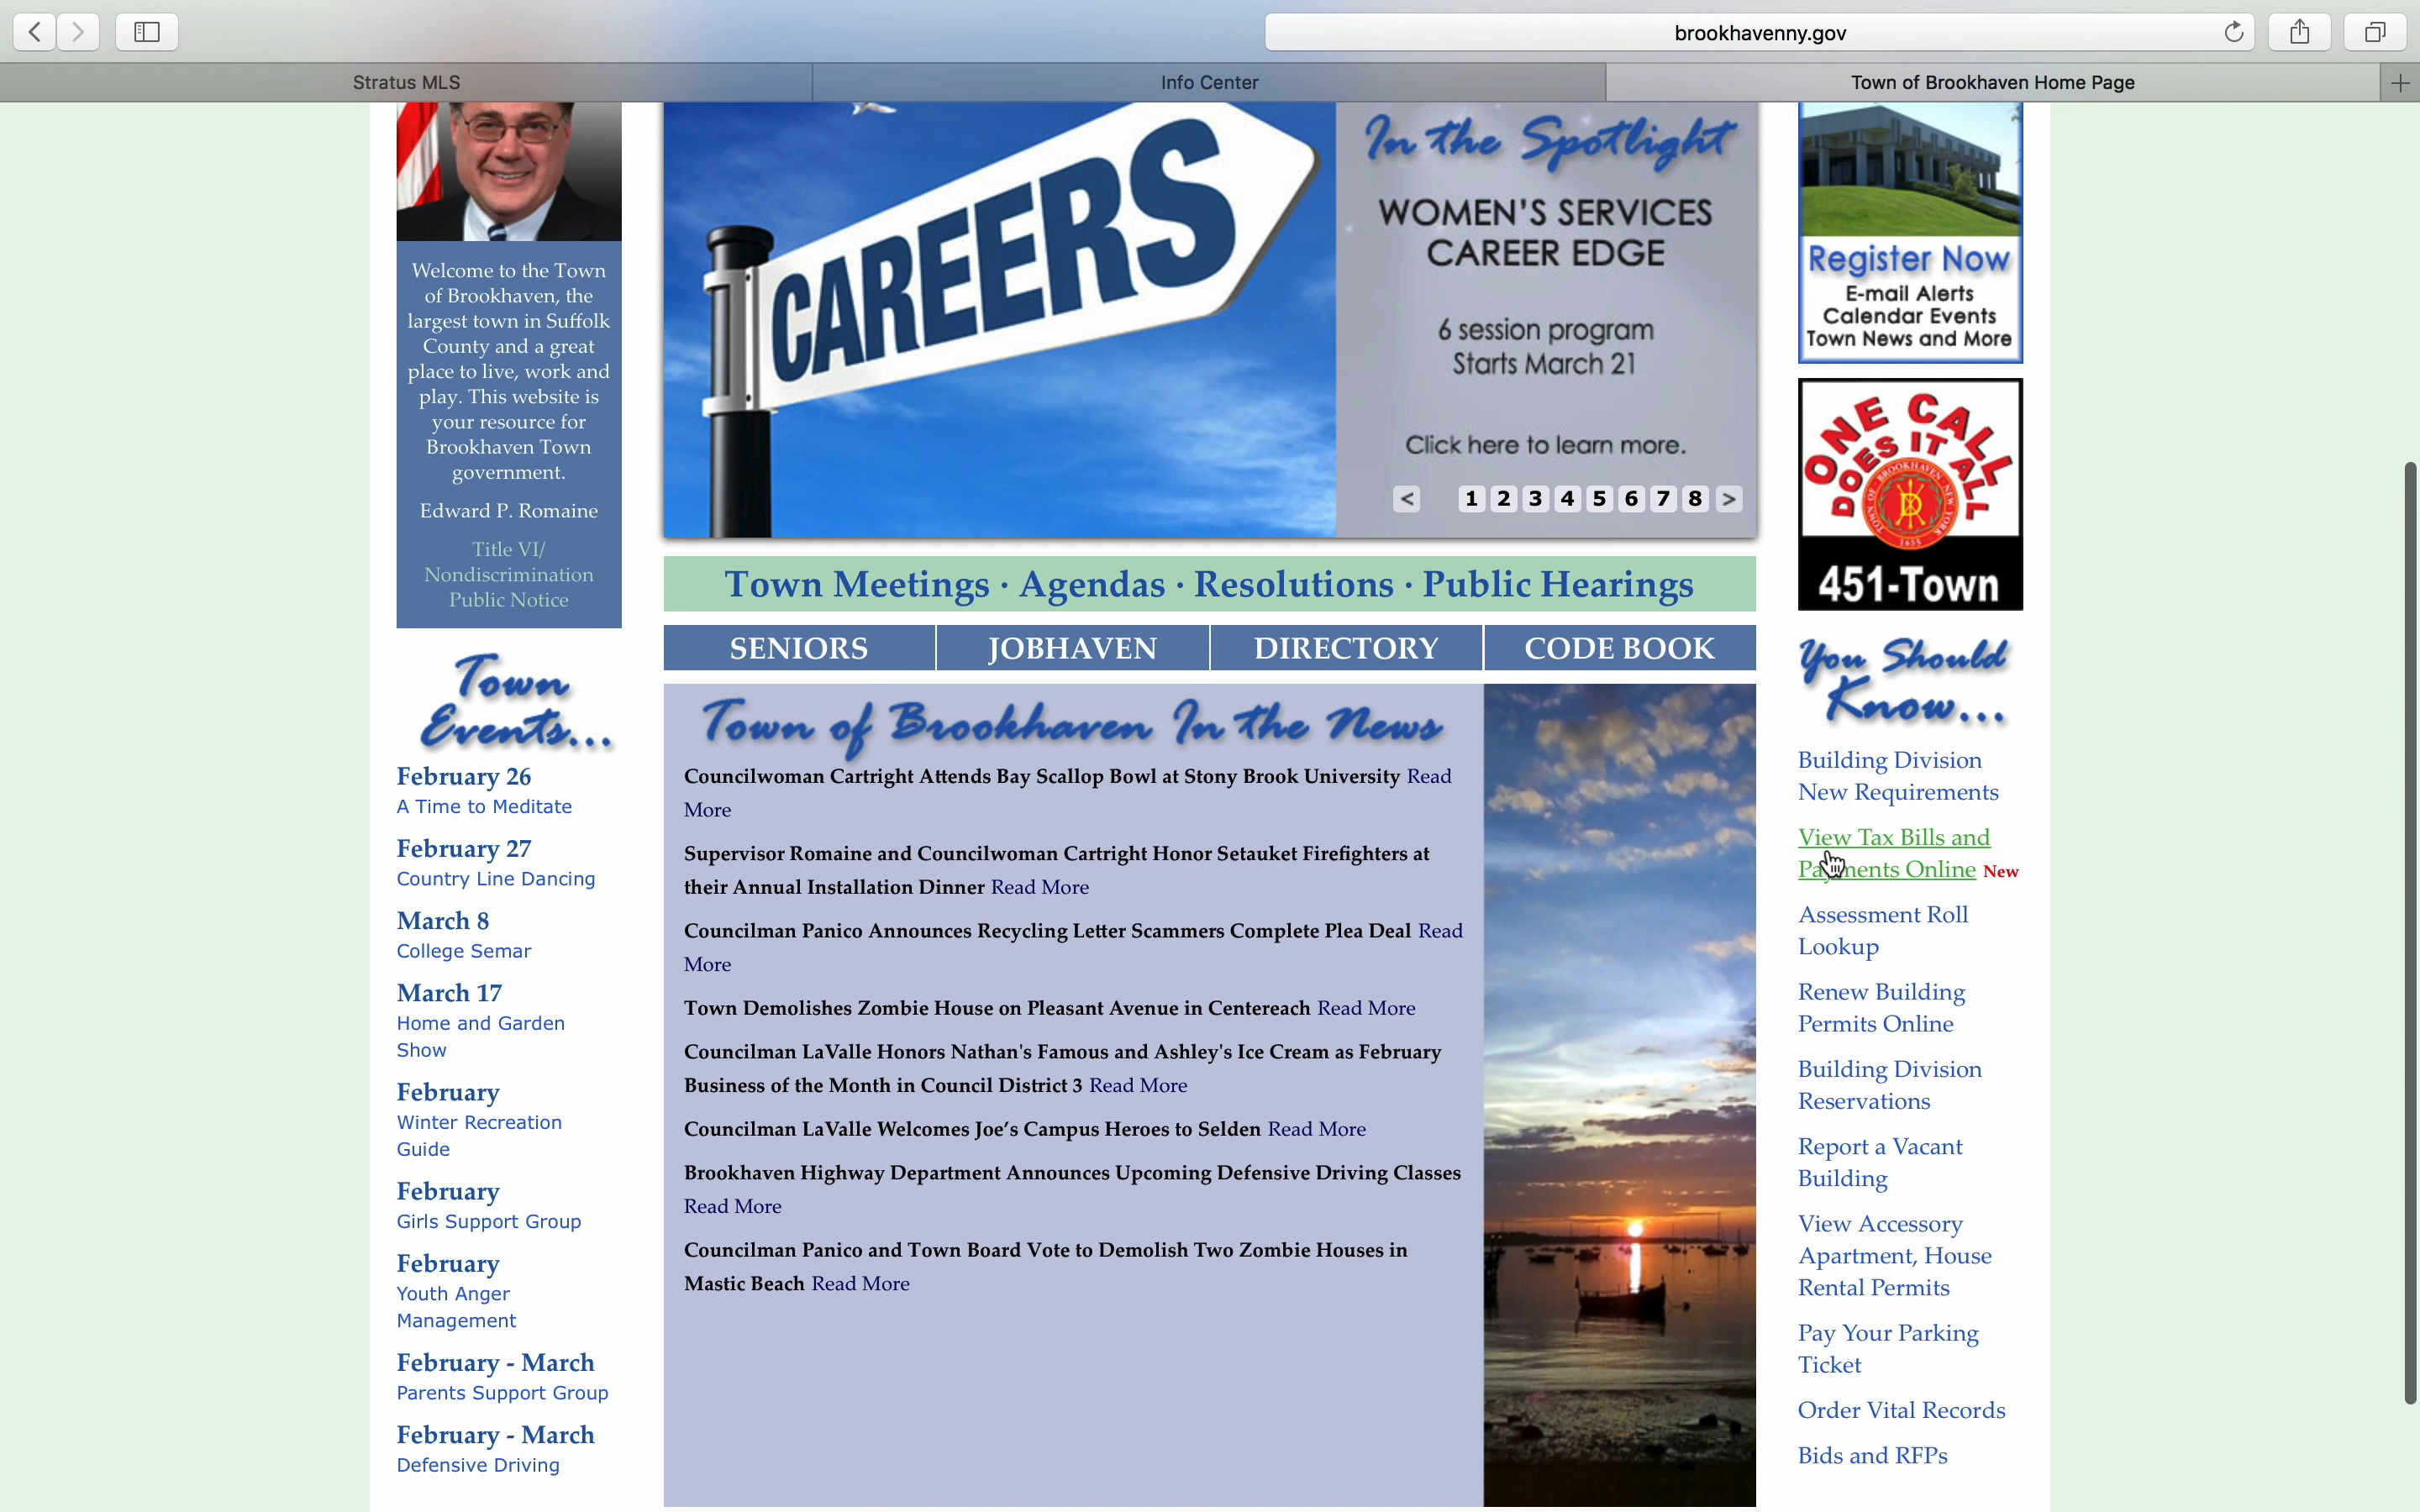 brookhavenny.gov
Stratus MLS
Info Center
Town of Brookhaven Home Page
Welcome to the Town
of Brookhaven, the
largest town in Suffolk
County and a great
place to live, work and
play. This website is
your resource for
Brookhaven Town
government.
Edward P. Romaine
Title VI/
Nondiscrimination
Public Notice
Town
Events...
February 26
A Time to Meditate
February 27
Country Line Dancing
March 8
College Semar
March 17
Home and Garden
Show
February
Winter Recreation
Guide
February
Girls Support Group
February
Youth Anger
Management
February - March
Parents Support Group
February - March
Defensive Driving
CAREERS
In the Spotlight
WOMEN'S SERVICES
CAREER EDGE
6 session program
Starts March 21
Click here to learn more.
< 1 2 3 4 5 6 7 8 >
Town Meetings · Agendas · Resolutions · Public Hearings
SENIORS JOBHAVEN DIRECTORY CODE BOOK
Town of Brookhaven In the News
Councilwoman Cartright Attends Bay Scallop Bowl at Stony Brook University Read
More
Supervisor Romaine and Councilwoman Cartright Honor Setauket Firefighters at
their Annual Installation Dinner Read More
Councilman Panico Announces Recycling Letter Scammers Complete Plea Deal Read
More
Town Demolishes Zombie House on Pleasant Avenue in Centereach Read More
Councilman LaValle Honors Nathan's Famous and Ashley's Ice Cream as February
Business of the Month in Council District 3 Read More
Councilman LaValle Welcomes Joe’s Campus Heroes to Selden Read More
Brookhaven Highway Department Announces Upcoming Defensive Driving Classes
Read More
Councilman Panico and Town Board Vote to Demolish Two Zombie Houses in
Mastic Beach Read More
Register Now
E-mail Alerts
Calendar Events
Town News and More
ONE CALL
DOES IT ALL
TOWN OF BROOKHAVEN NEW YORK
1655
451-Town
You Should
Know...
Building Division
New Requirements
View Tax Bills and
Payments Online New
Assessment Roll
Lookup
Renew Building
Permits Online
Building Division
Reservations
Report a Vacant
Building
View Accessory
Apartment, House
Rental Permits
Pay Your Parking
Ticket
Order Vital Records
Bids and RFPs